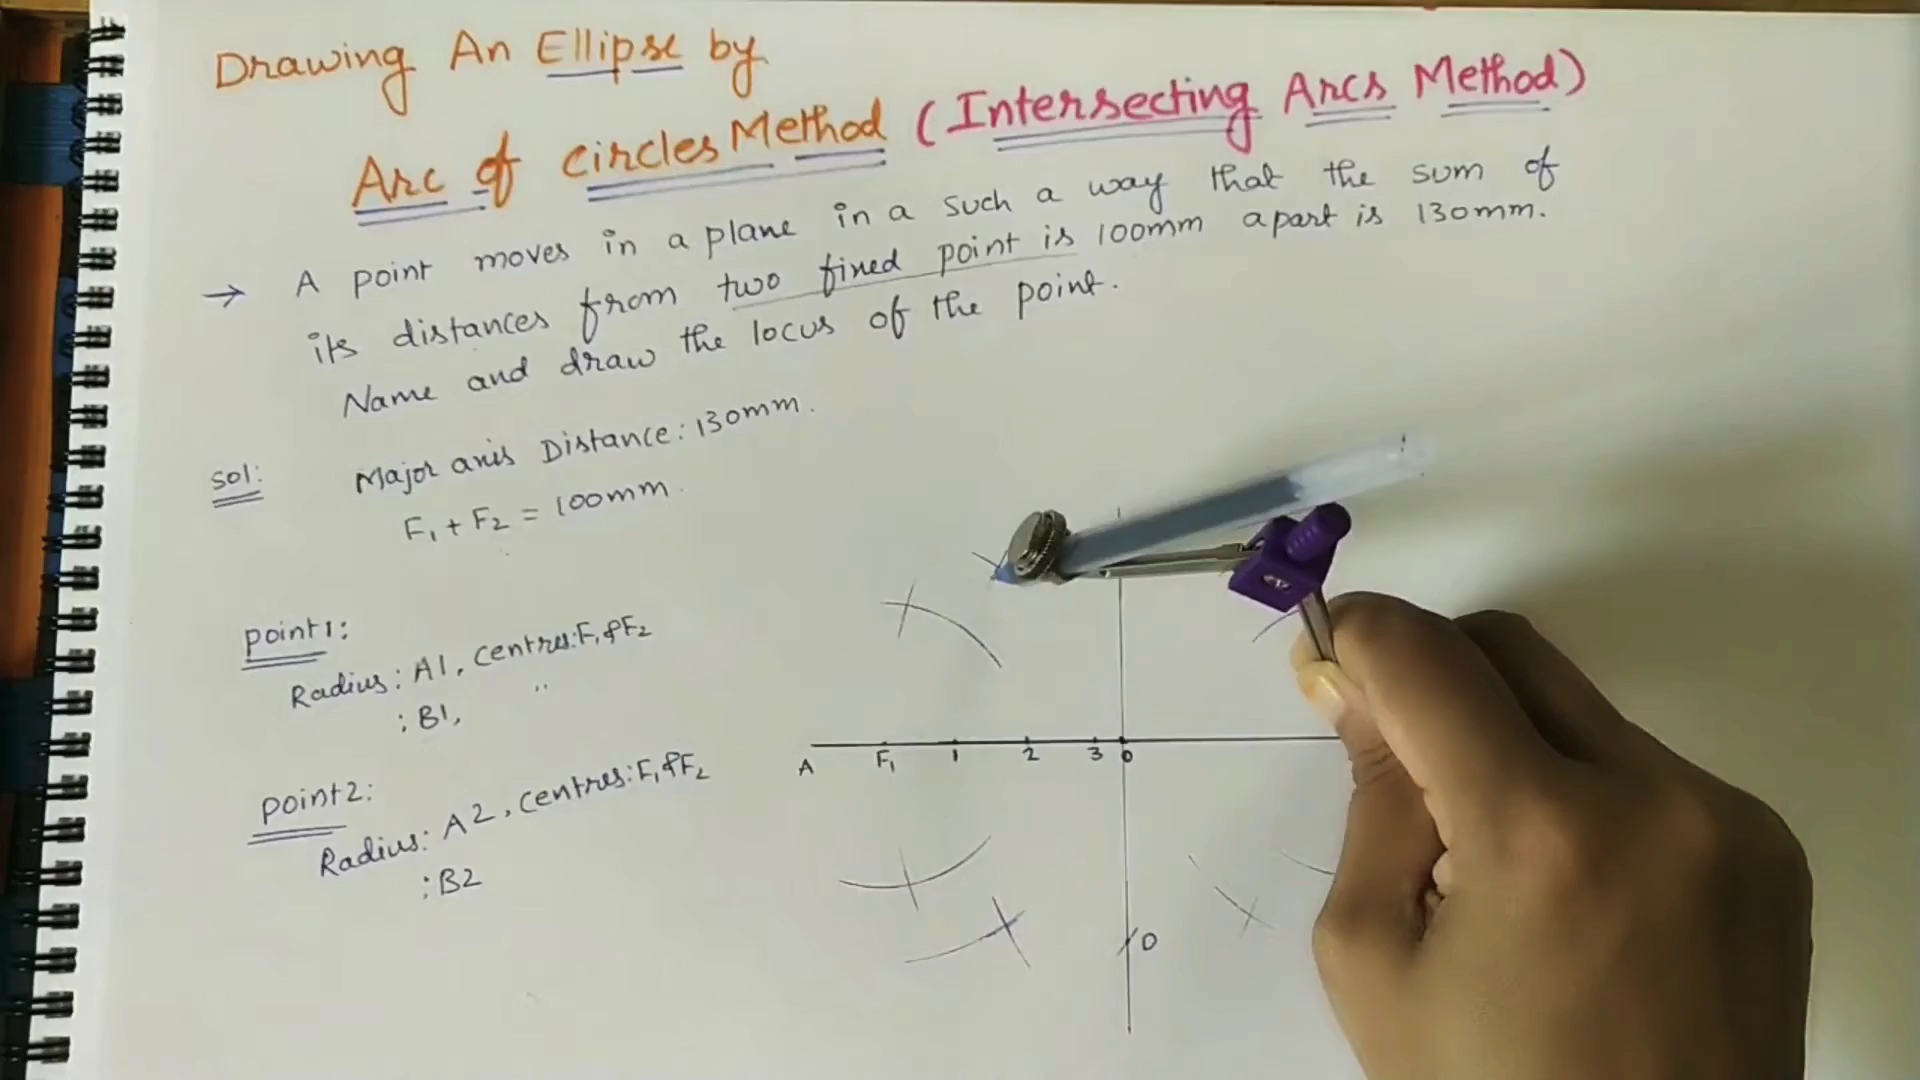 Drawing An Ellipse by
Arc of circles Method (Intersecting Arcs Method)
→ A point moves in a plane in a such a way that the sum of
its distances from two fixed point is 100mm apart is 130mm.
Name and draw the locus of the point.
sol: Major axis Distance: 130mm.
F₁ + F₂ = 100mm.
point1:
Radius: A1, centres: F₁ & F₂
: B1, "
point2:
Radius: A2, centres: F₁ & F₂
: B2
A F₁ 1 2 3 0
D